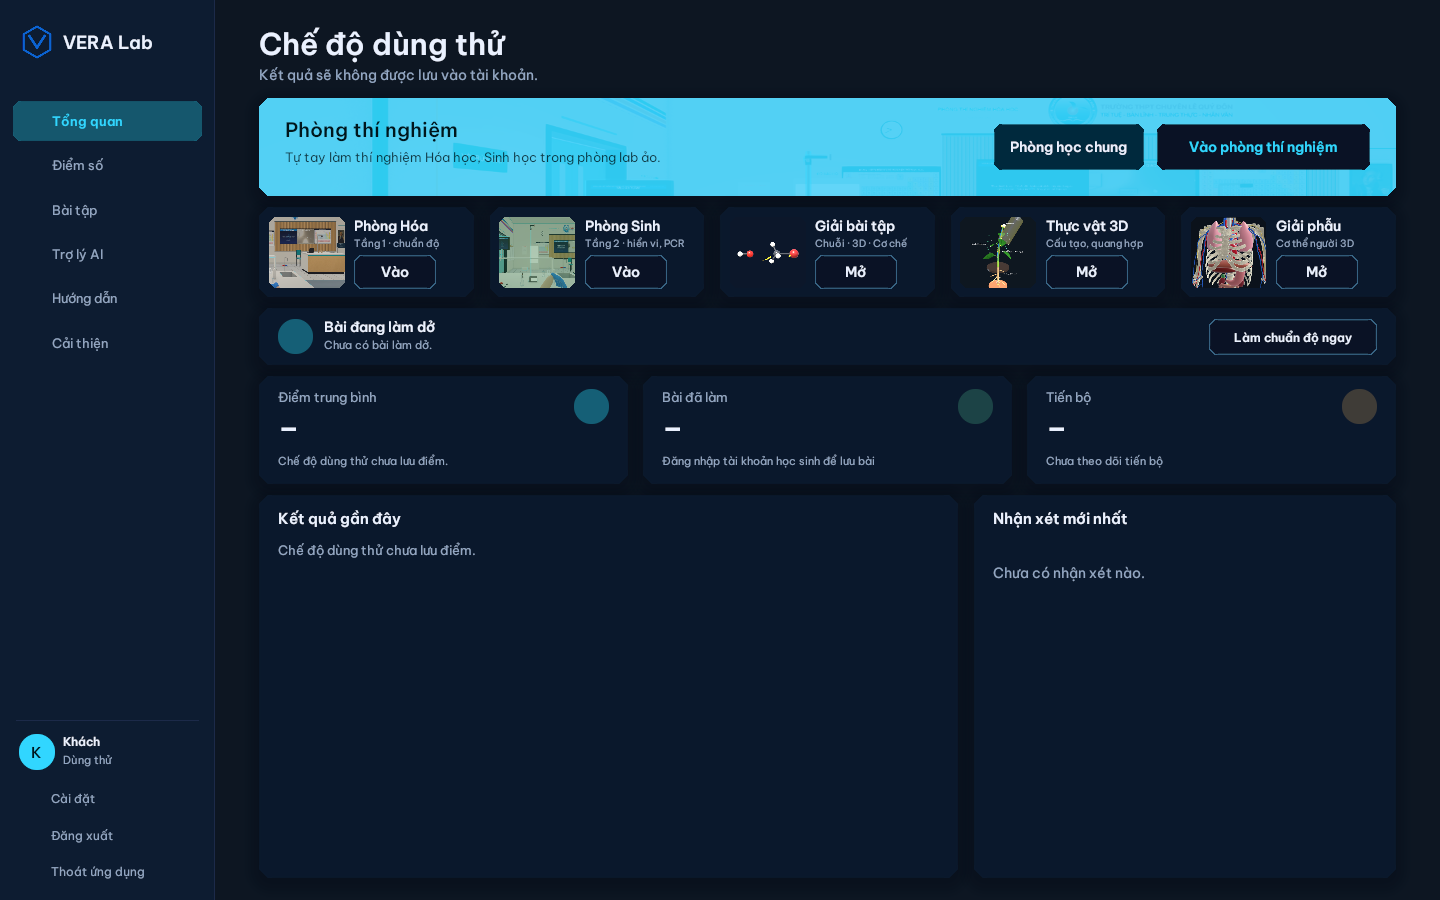 VERA Lab
Tổng quan
Điểm số
Bài tập
Trợ lý AI
Hướng dẫn
Cải thiện
Khách
K
Dùng thử
Cài đặt
Đăng xuất
Thoát ứng dụng
Chế độ dùng thử
Kết quả sẽ không được lưu vào tài khoản.
Phòng thí nghiệm
Tự tay làm thí nghiệm Hóa học, Sinh học trong phòng lab ảo.
Phòng học chung
Vào phòng thí nghiệm
Phòng Hóa
Tầng 1 · chuẩn độ
Vào
Phòng Sinh
Tầng 2 · hiển vi, PCR
Vào
Giải bài tập
Chuỗi · 3D · Cơ chế
Mở
Thực vật 3D
Cấu tạo, quang hợp
Mở
Giải phẫu
Cơ thể người 3D
Mở
Bài đang làm dở
Chưa có bài làm dở.
Làm chuẩn độ ngay
Điểm trung bình
–
Chế độ dùng thử chưa lưu điểm.
Bài đã làm
–
Đăng nhập tài khoản học sinh để lưu bài
Tiến bộ
–
Chưa theo dõi tiến bộ
Kết quả gần đây
Chế độ dùng thử chưa lưu điểm.
Nhận xét mới nhất
Chưa có nhận xét nào.